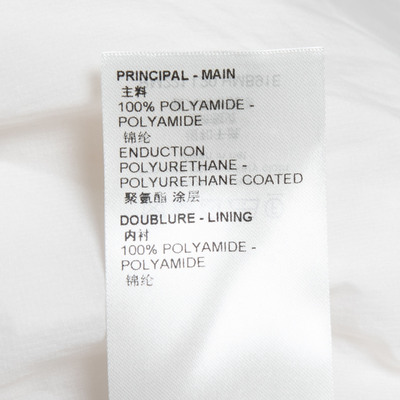 PRINCIPAL - MAIN
主料
100% POLYAMIDE -
POLYAMIDE
锦纶
ENDUCTION
POLYURETHANE -
POLYURETHANE COATED
聚氨酯 涂层
DOUBLURE - LINING
内衬
100% POLYAMIDE -
POLYAMIDE
锦纶